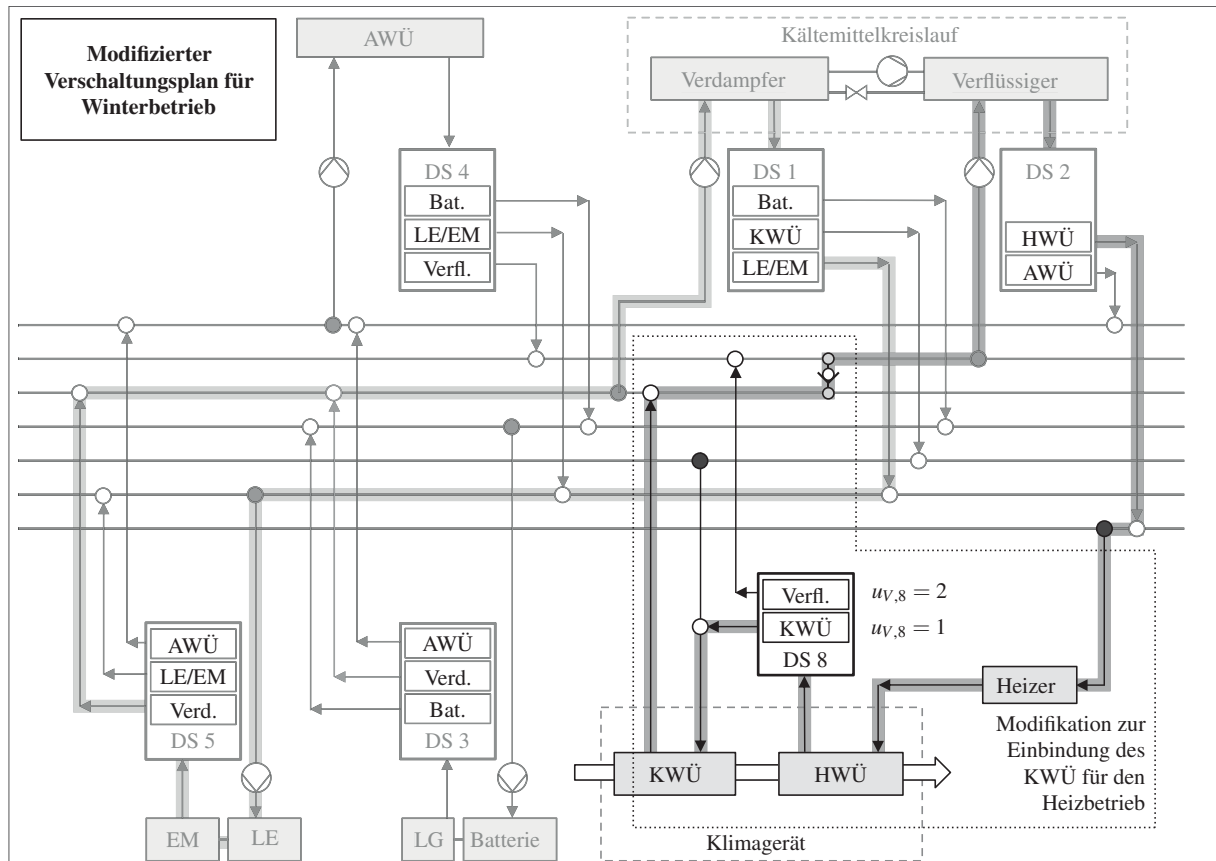 Modifizierter
Verschaltungsplan für
Winterbetrieb
AWÜ
Kältemittelkreislauf
Verdampfer
Verflüssiger
DS 4
Bat.
LE/EM
Verfl.
DS 1
Bat.
KWÜ
LE/EM
DS 2
HWÜ
AWÜ
AWÜ
LE/EM
Verd.
DS 5
AWÜ
Verd.
Bat.
DS 3
Verfl.
KWÜ
DS 8
u_{V,8} = 2
u_{V,8} = 1
Heizer
Modifikation zur
Einbindung des
KWÜ für den
Heizbetrieb
KWÜ
HWÜ
Klimagerät
EM
LE
LG
Batterie